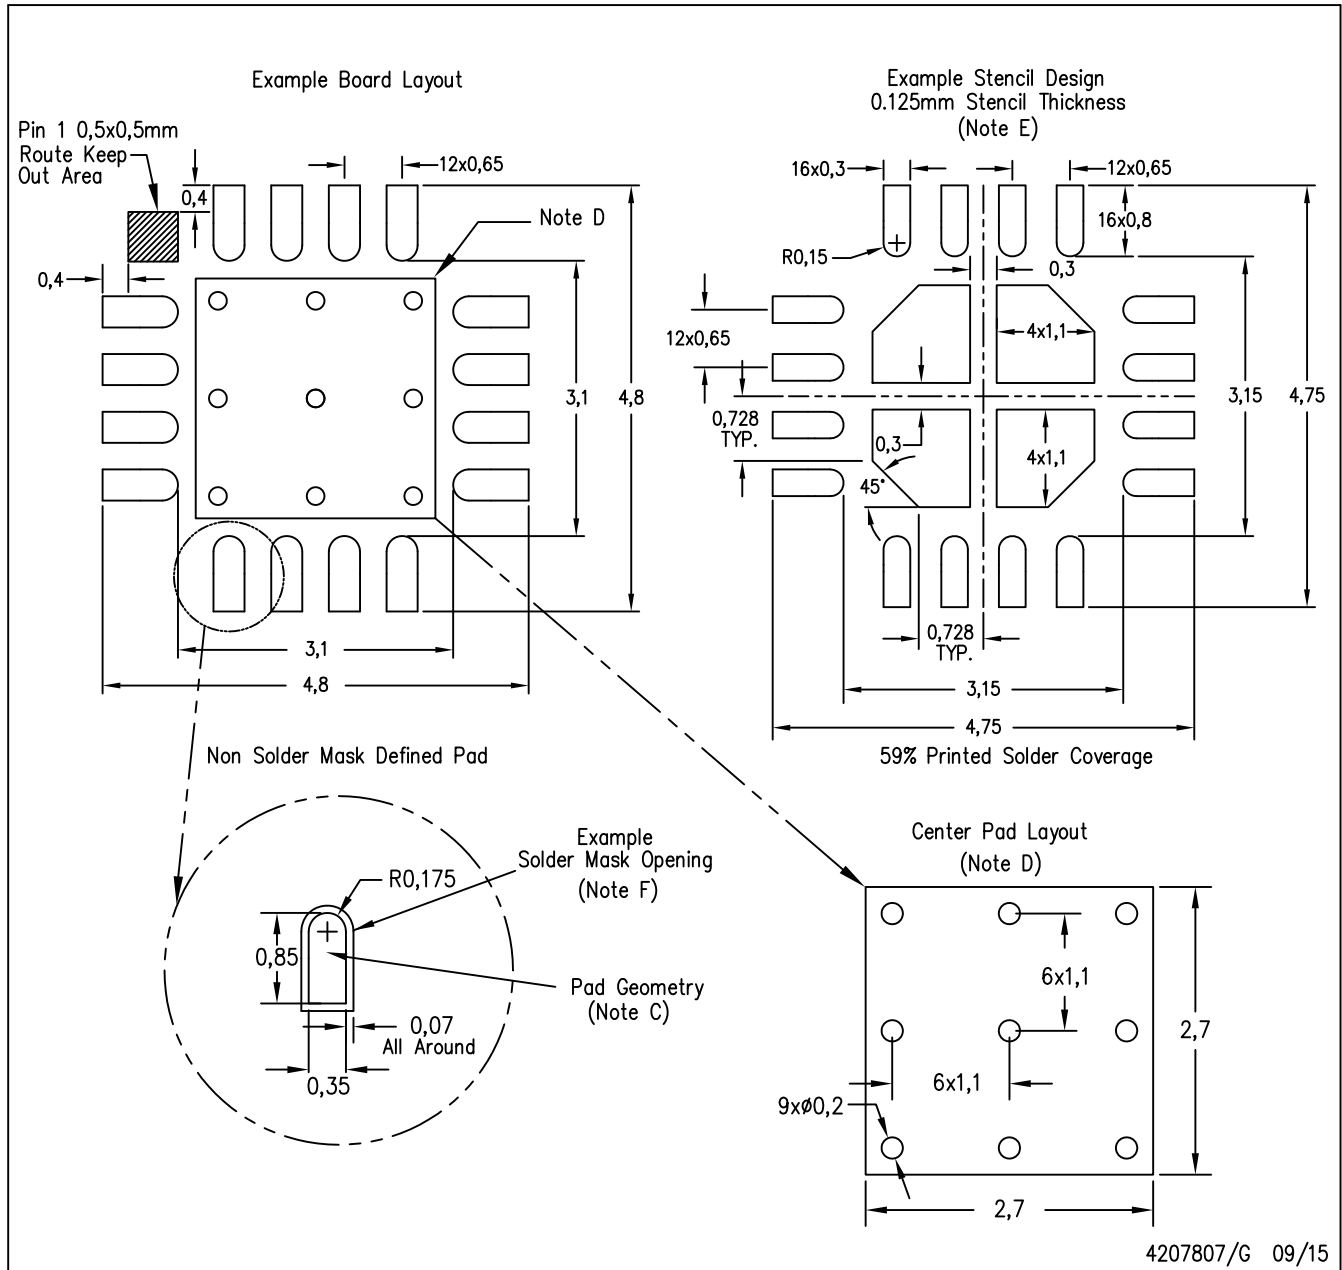 Example Board Layout
Pin 1 0,5x0,5mm
Route Keep
Out Area
0,4
12x0,65
Note D
0,4
3,1
4,8
3,1
4,8
Example Stencil Design
0.125mm Stencil Thickness
(Note E)
16x0,3
12x0,65
16x0,8
R0,15
0,3
12x0,65
4x1,1
0,728
TYP.
0,3
4x1,1
45°
3,15
4,75
0,728
TYP.
3,15
4,75
59% Printed Solder Coverage
Non Solder Mask Defined Pad
Example
Solder Mask Opening
(Note F)
R0,175
0,85
Pad Geometry
(Note C)
0,07
All Around
0,35
Center Pad Layout
(Note D)
6x1,1
2,7
6x1,1
9xø0,2
2,7
4207807/G 09/15